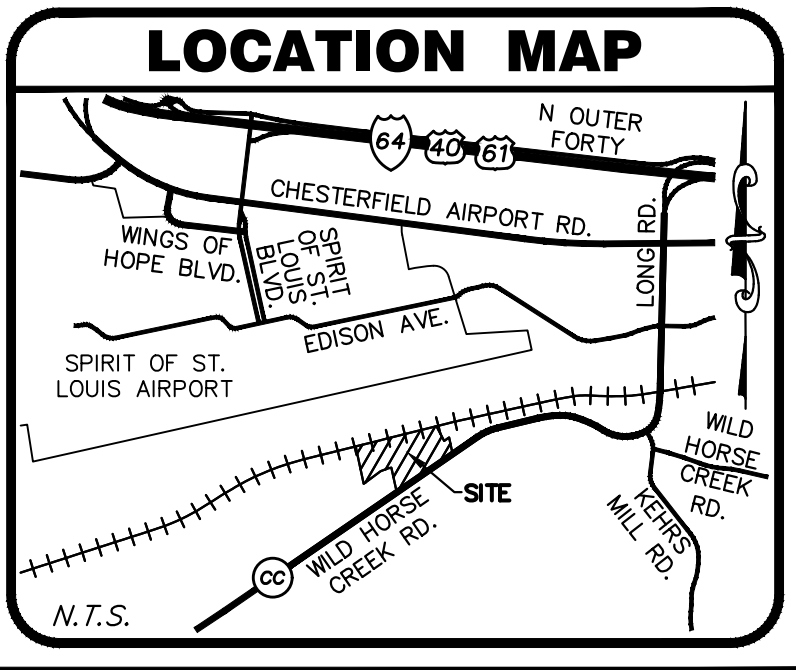 LOCATION MAP
N OUTER
FORTY
64
40
61
CHESTERFIELD AIRPORT RD.
LONG RD.
WINGS OF
HOPE BLVD.
SPIRIT
OF ST.
LOUIS
BLVD.
EDISON AVE.
SPIRIT OF ST.
LOUIS AIRPORT
WILD
HORSE
CREEK
RD.
SITE
KEHRS
MILL RD.
WILD HORSE
CREEK RD.
CC
N.T.S.